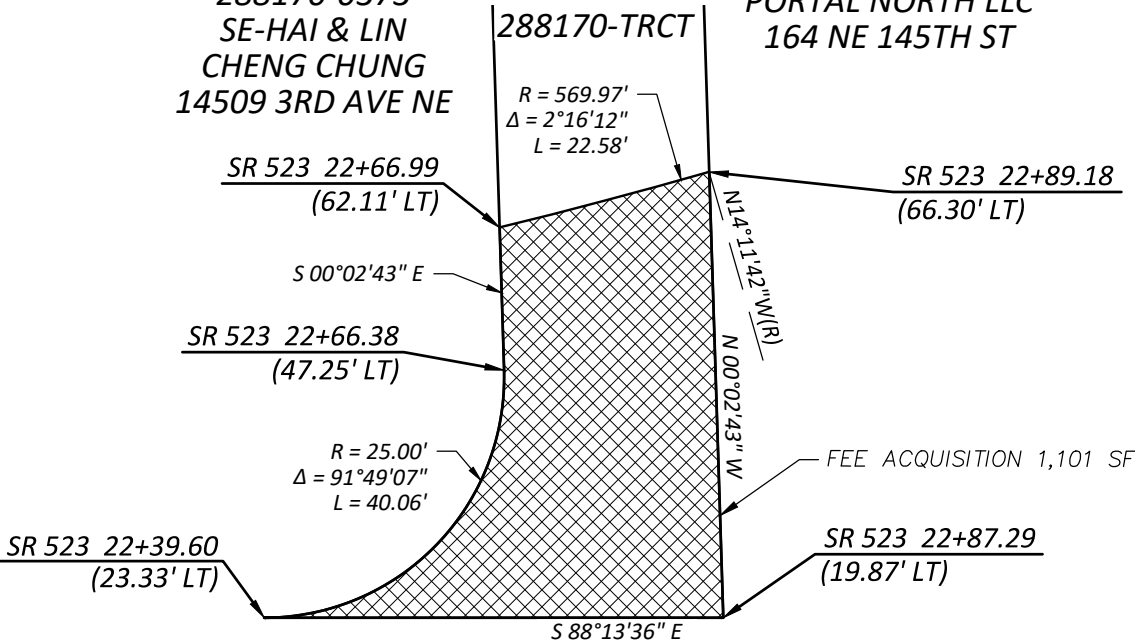 SE-HAI & LIN
CHENG CHUNG
14509 3RD AVE NE
288170-TRCT
164 NE 145TH ST
R = 569.97'
Δ = 2°16'12"
L = 22.58'
SR 523 22+66.99
(62.11' LT)
SR 523 22+89.18
(66.30' LT)
N14°11'42"W(R)
S 00°02'43" E
SR 523 22+66.38
(47.25' LT)
N 00°02'43" W
R = 25.00'
Δ = 91°49'07"
L = 40.06'
FEE ACQUISITION 1,101 SF
SR 523 22+39.60
(23.33' LT)
SR 523 22+87.29
(19.87' LT)
S 88°13'36" E